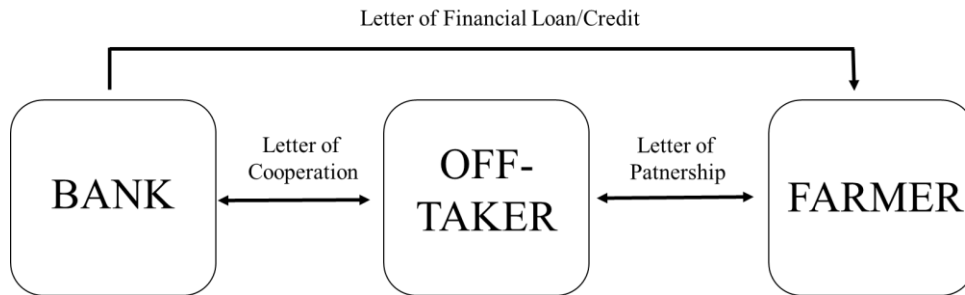 Letter of Financial Loan/Credit
BANK
Letter of
Cooperation
OFF-
TAKER
Letter of
Patnership
FARMER